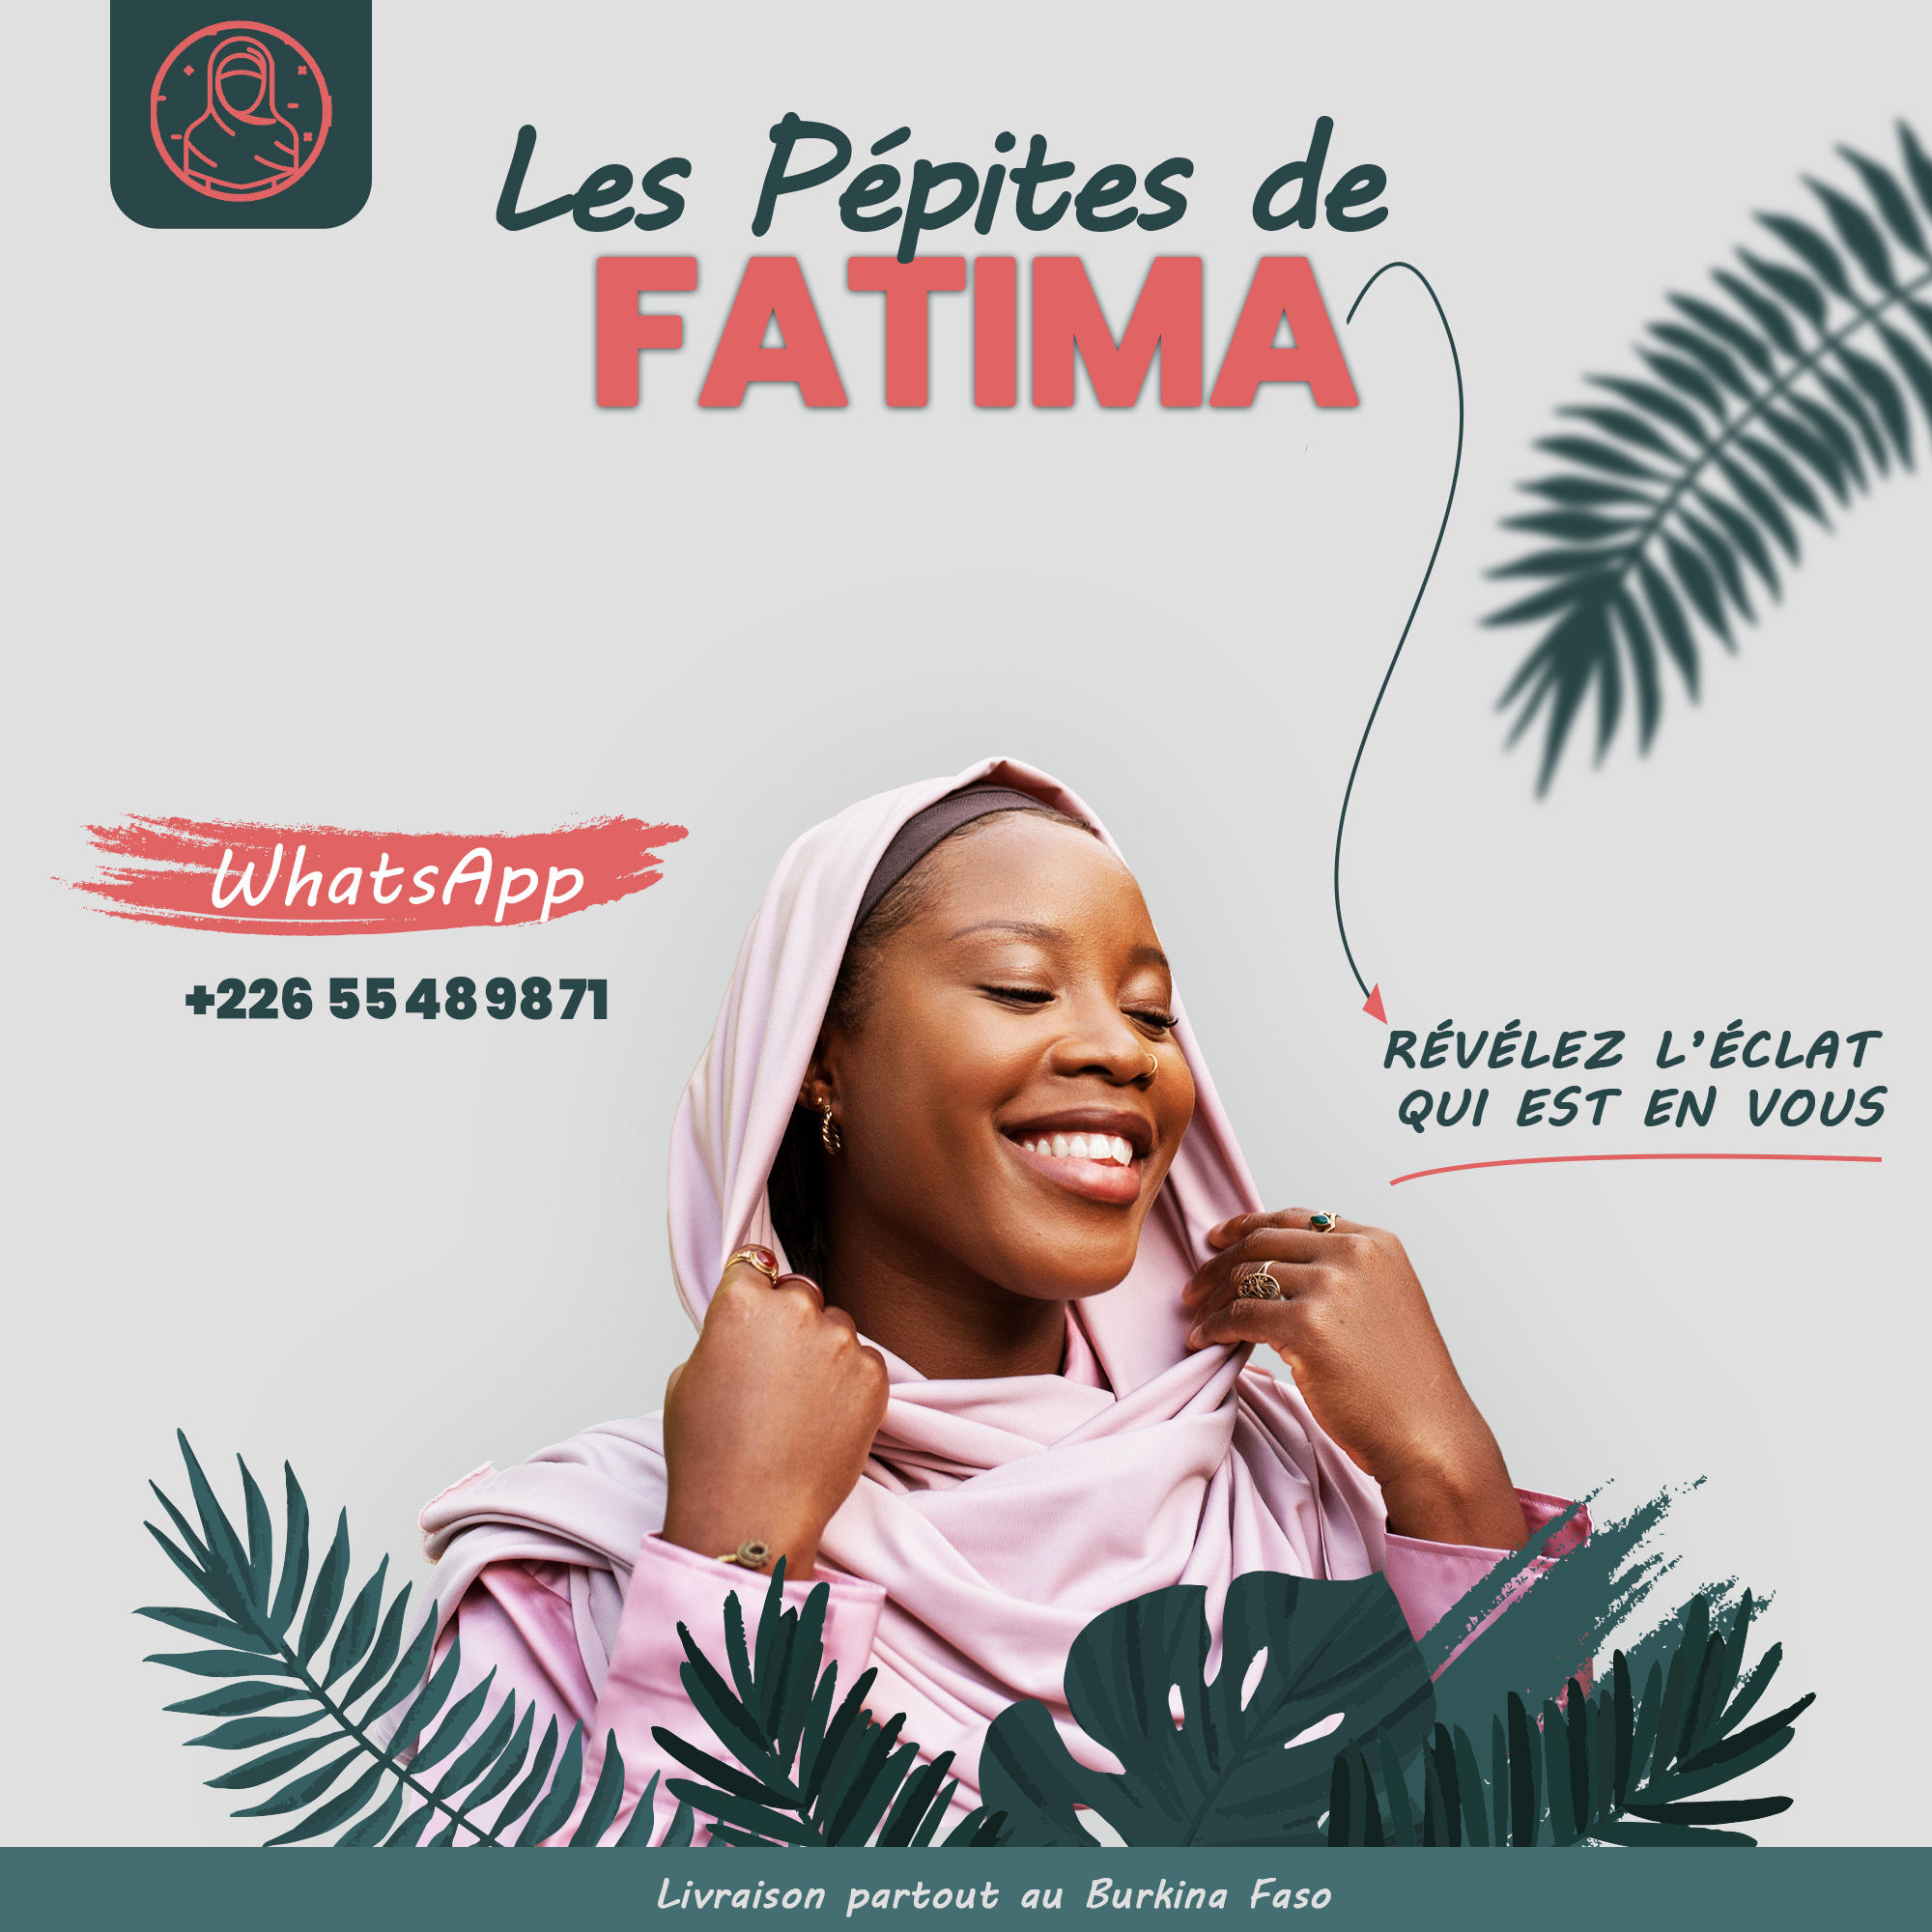 Les Pépites de
FATIMA
WhatsApp
+226 55 48 98 71
RÉVÉLEZ L'ÉCLAT
QUI EST EN VOUS
Livraison partout au Burkina Faso